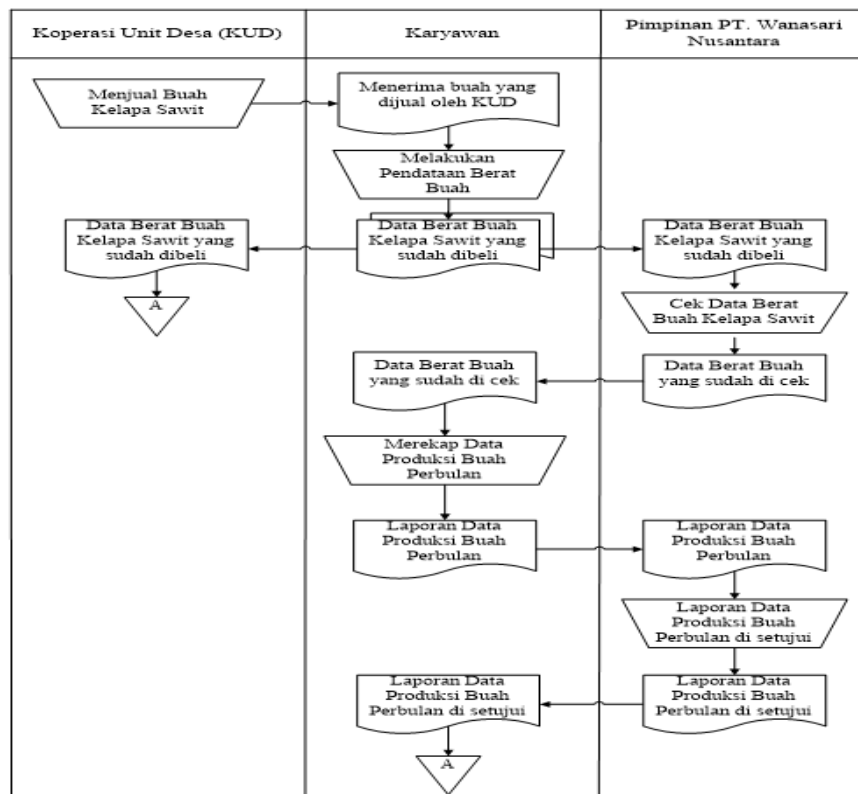 Koperasi Unit Desa (KUD)
Karyawan
Pimpinan PT. Wanasari
Nusantara
Menjual Buah
Kelapa Sawit
Menerima buah yang
dijual oleh KUD
Melakukan
Pendataan Berat
Buah
Data Berat Buah
Kelapa Sawit yang
sudah dibeli
Data Berat Buah
Kelapa Sawit yang
sudah dibeli
Data Berat Buah
Kelapa Sawit yang
sudah dibeli
A
Cek Data Berat
Buah Kelapa Sawit
Data Berat Buah
yang sudah di cek
Data Berat Buah
yang sudah di cek
Merekap Data
Produksi Buah
Perbulan
Laporan Data
Produksi Buah
Perbulan
Laporan Data
Produksi Buah
Perbulan
Laporan Data
Produksi Buah
Perbulan di setujui
Laporan Data
Produksi Buah
Perbulan di setujui
Laporan Data
Produksi Buah
Perbulan di setujui
A